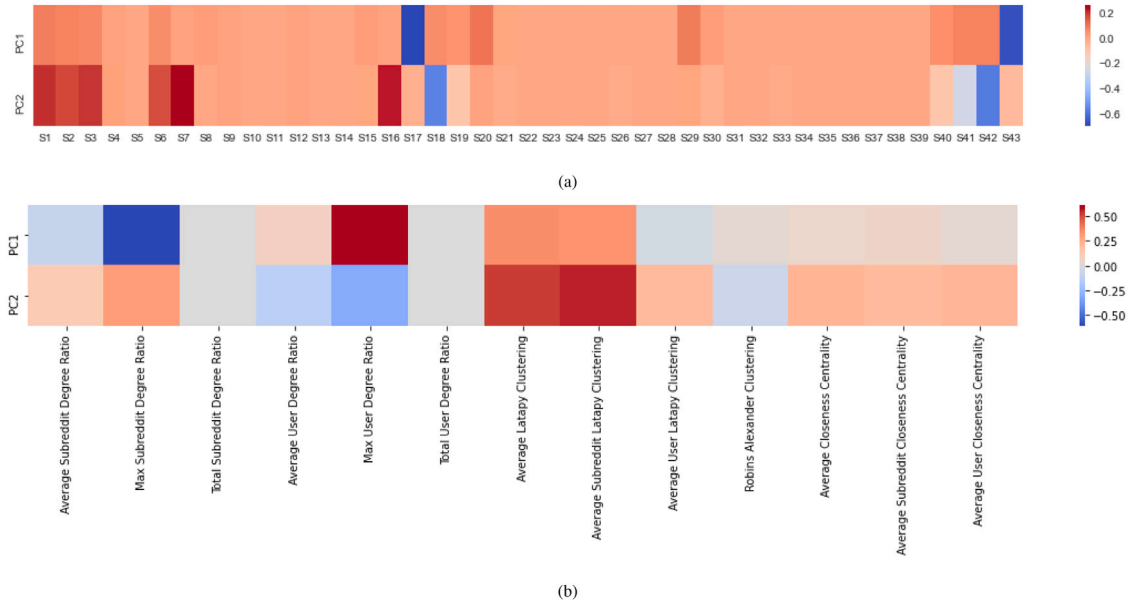 PC1
PC2
0.2
0.0
−0.2
−0.4
−0.6
S1 S2 S3 S4 S5 S6 S7 S8 S9 S10 S11 S12 S13 S14 S15 S16 S17 S18 S19 S20 S21 S22 S23 S24 S25 S26 S27 S28 S29 S30 S31 S32 S33 S34 S35 S36 S37 S38 S39 S40 S41 S42 S43
(a)
PC1
PC2
0.50
0.25
0.00
−0.25
−0.50
Average Subreddit Degree Ratio
Max Subreddit Degree Ratio
Total Subreddit Degree Ratio
Average User Degree Ratio
Max User Degree Ratio
Total User Degree Ratio
Average Latapy Clustering
Average Subreddit Latapy Clustering
Average User Latapy Clustering
Robins Alexander Clustering
Average Closeness Centrality
Average Subreddit Closeness Centrality
Average User Closeness Centrality
(b)